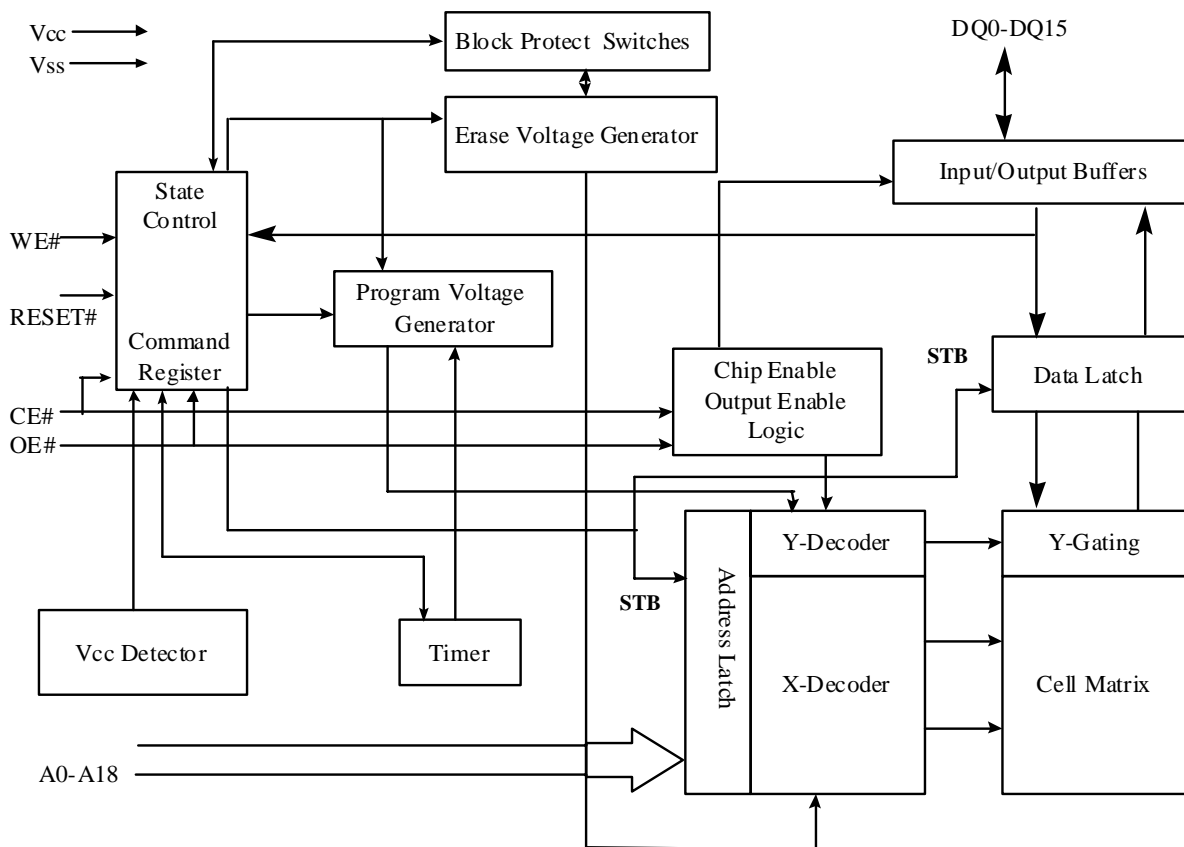 Vcc
Vss
Block Protect Switches
DQ0-DQ15
Erase Voltage Generator
Input/Output Buffers
State
Control
WE#
RESET#
Program Voltage
Generator
Command
Register
STB
Chip Enable
Output Enable
Logic
Data Latch
CE#
OE#
Y-Decoder
Y-Gating
Address Latch
STB
Vcc Detector
Timer
X-Decoder
Cell Matrix
A0-A18